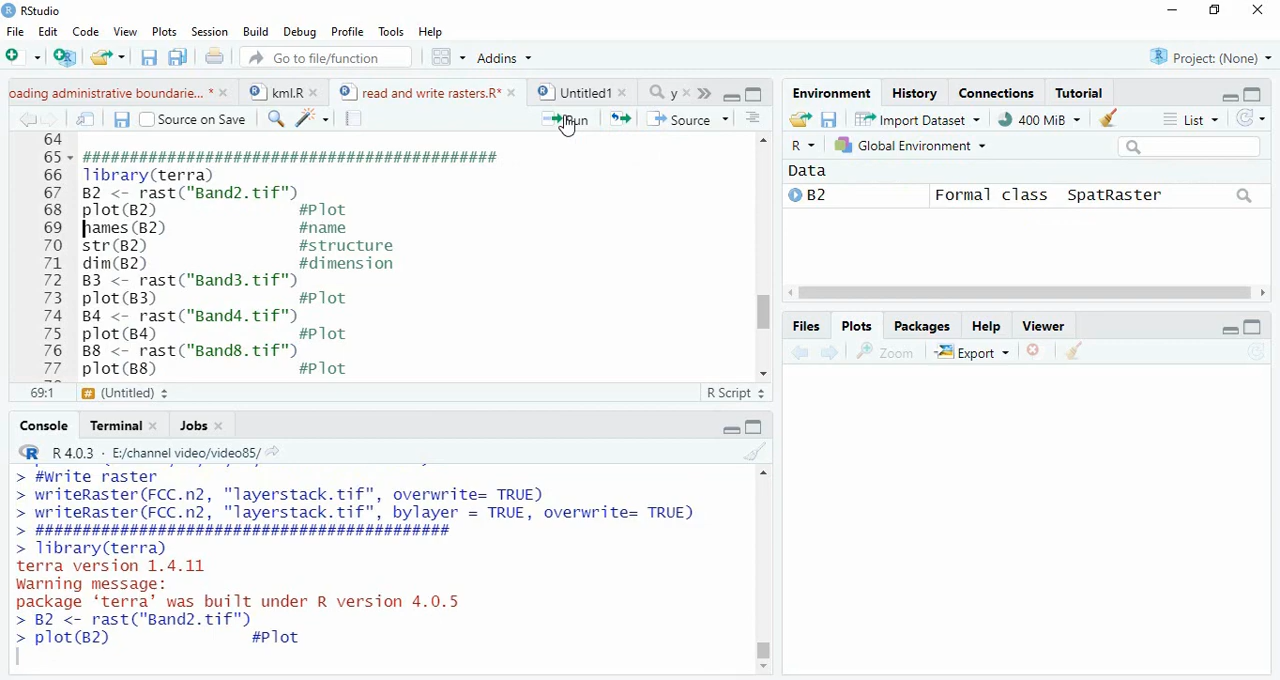 RStudio
File Edit Code View Plots Session Build Debug Profile Tools Help
Go to file/function Addins Project: (None)
oading administrative boundarie... * kml.R read and write rasters.R* Untitled1 y
Source on Save Run Source
64
65 ############################################
66 library(terra)
67 B2 <- rast("Band2.tif")
68 plot(B2) #Plot
69 names(B2) #name
70 str(B2) #structure
71 dim(B2) #dimension
72 B3 <- rast("Band3.tif")
73 plot(B3) #Plot
74 B4 <- rast("Band4.tif")
75 plot(B4) #Plot
76 B8 <- rast("Band8.tif")
77 plot(B8) #Plot
69:1 # (Untitled) R Script
Console Terminal Jobs
R R 4.0.3 · E:/channel video/video85/
> #Write raster
> writeRaster(FCC.n2, "layerstack.tif", overwrite= TRUE)
> writeRaster(FCC.n2, "layerstack.tif", bylayer = TRUE, overwrite= TRUE)
> ############################################
> library(terra)
terra version 1.4.11
Warning message:
package ‘terra’ was built under R version 4.0.5
> B2 <- rast("Band2.tif")
> plot(B2) #Plot
Environment History Connections Tutorial
Import Dataset 400 MiB List
R Global Environment
Data
B2 Formal class SpatRaster
Files Plots Packages Help Viewer
Zoom Export